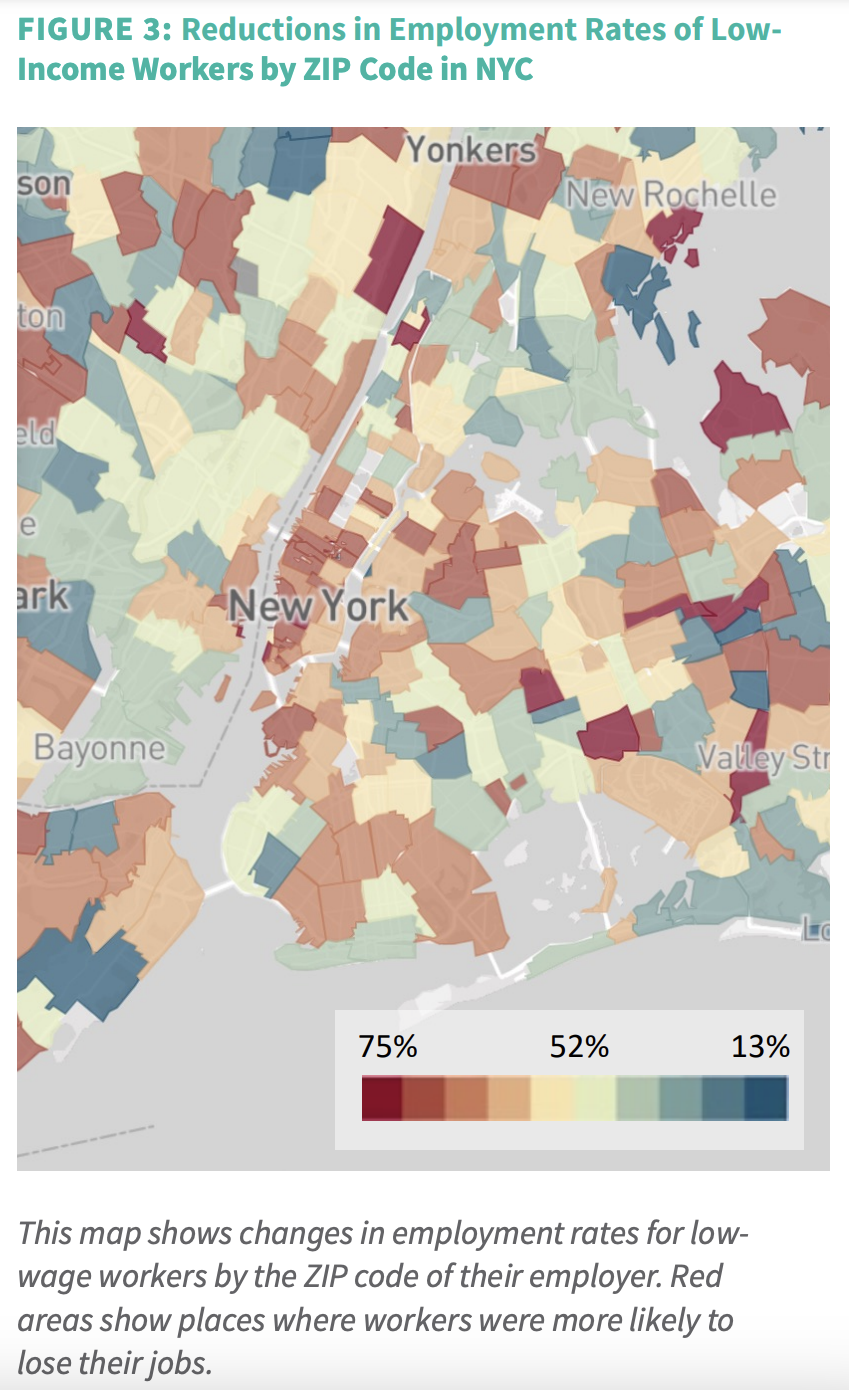 FIGURE 3: Reductions in Employment Rates of Low-
Income Workers by ZIP Code in NYC
Yonkers
son
New Rochelle
ton
eld
e
ark
New York
Bayonne
Valley Str
Lo
75% 52% 13%
This map shows changes in employment rates for low-
wage workers by the ZIP code of their employer. Red
areas show places where workers were more likely to
lose their jobs.